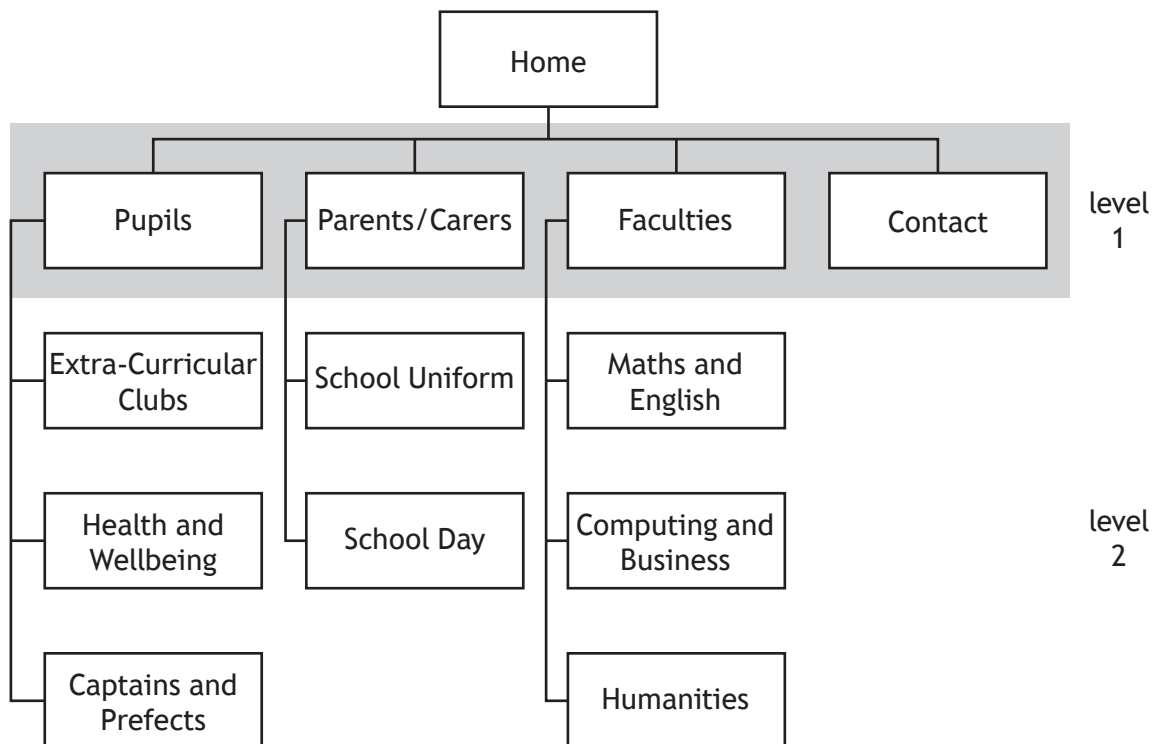 Home
Pupils
Parents/Carers
Faculties
Contact
level
1
Extra-Curricular
Clubs
School Uniform
Maths and
English
Health and
Wellbeing
School Day
Computing and
Business
level
2
Captains and
Prefects
Humanities